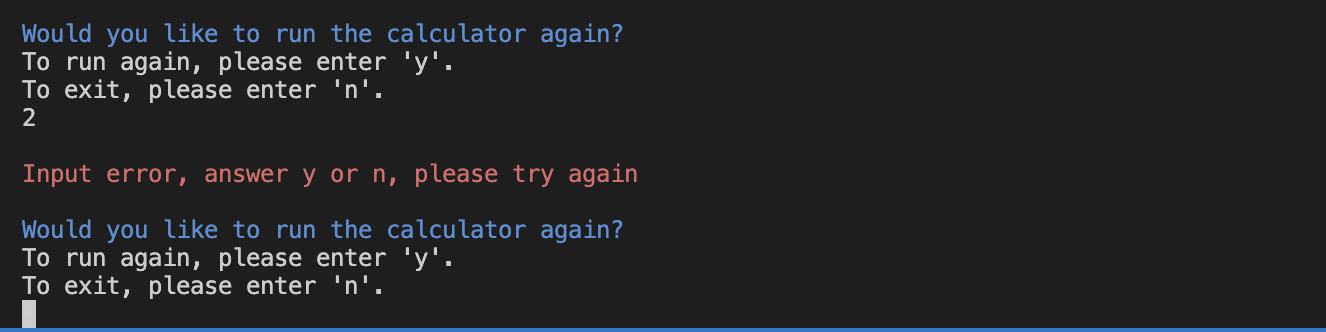 Would you like to run the calculator again?
To run again, please enter 'y'.
To exit, please enter 'n'.
2
Input error, answer y or n, please try again
Would you like to run the calculator again?
To run again, please enter 'y'.
To exit, please enter 'n'.